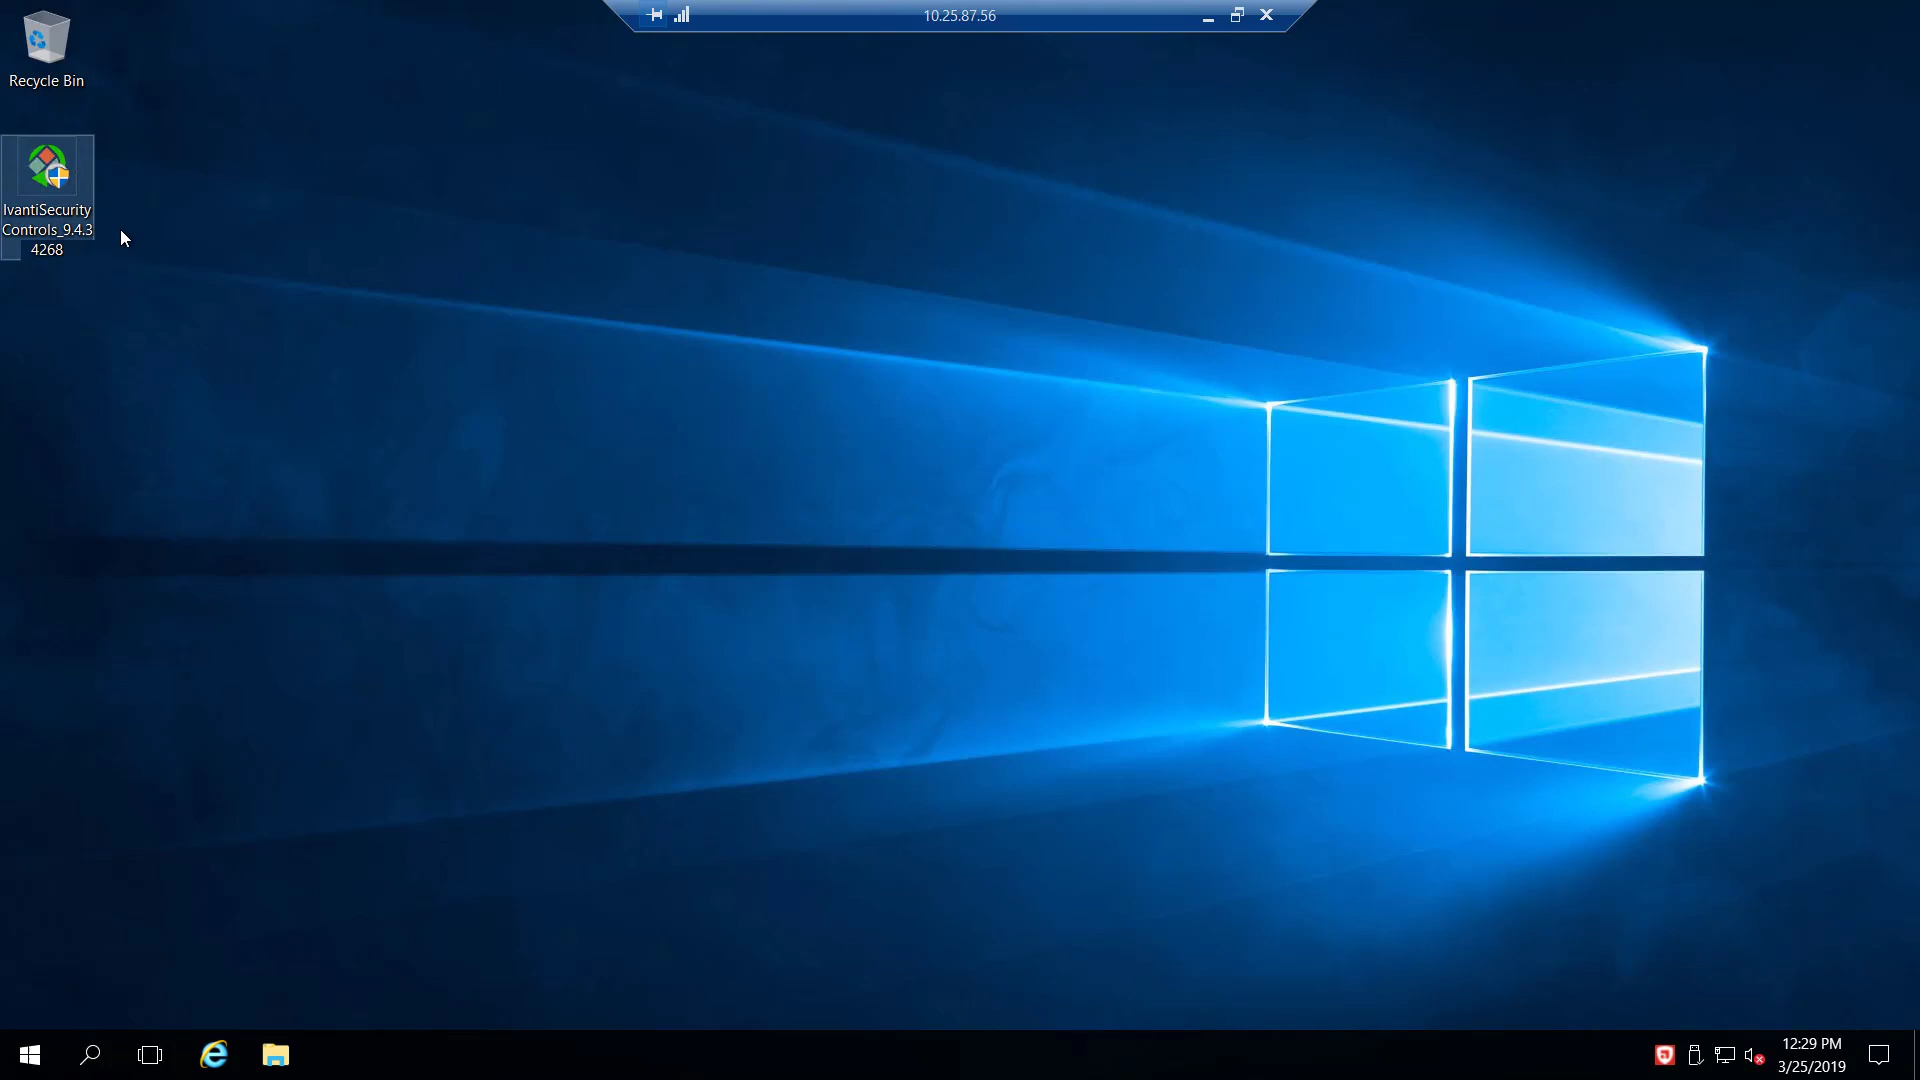 10.25.87.56
Recycle Bin
IvantiSecurity
Controls_9.4.3
4268
12:29 PM
3/25/2019